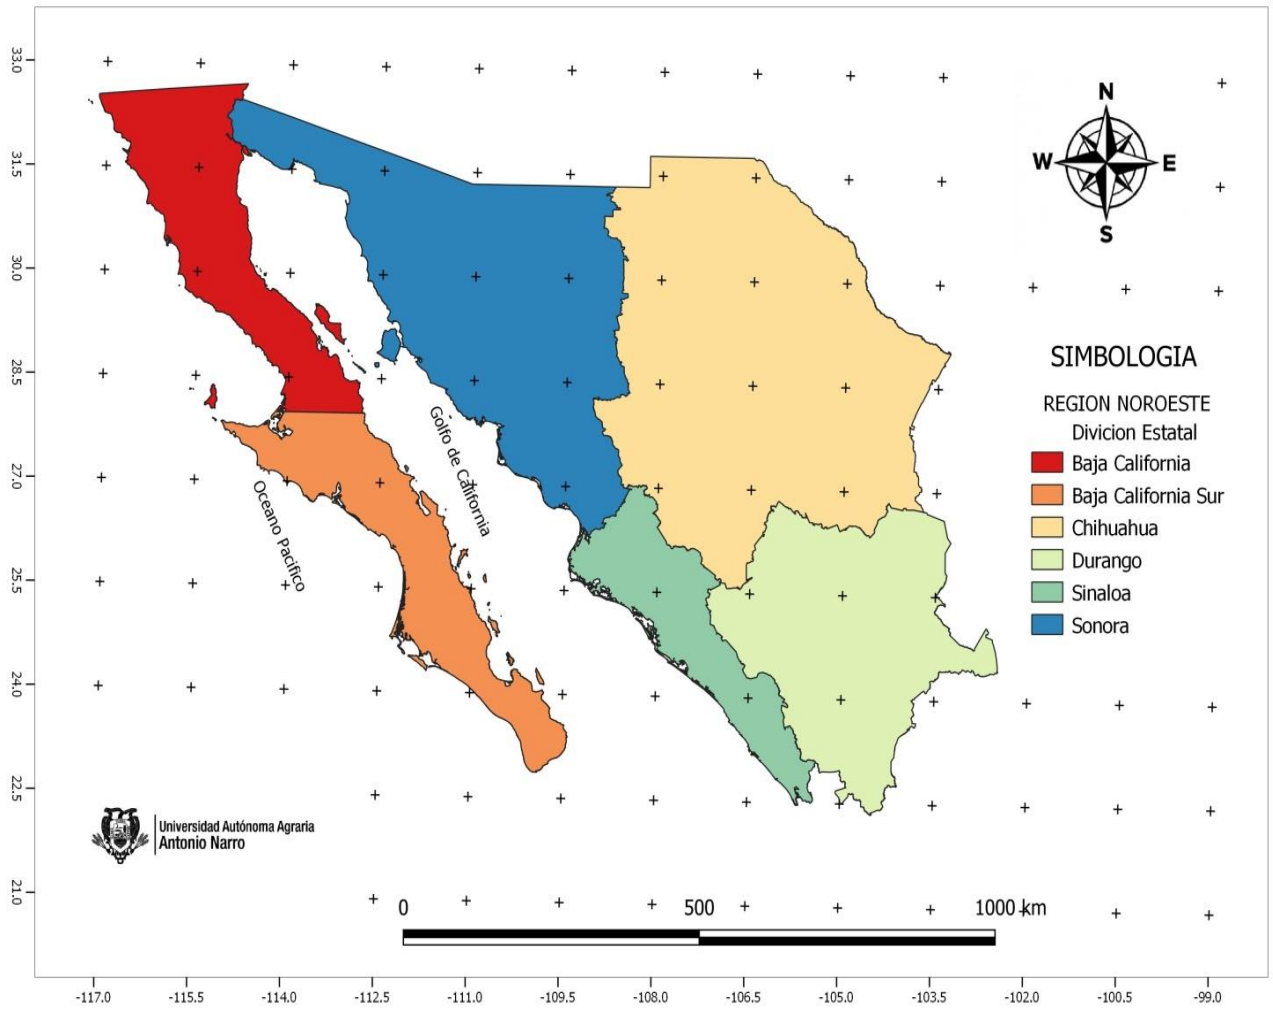 33.0
31.5
30.0
28.5
27.0
25.5
24.0
22.5
21.0
N
W
E
S
Golfo de California
Oceano Pacifico
SIMBOLOGIA
REGION NOROESTE
Divicion Estatal
Baja California
Baja California Sur
Chihuahua
Durango
Sinaloa
Sonora
Universidad Autónoma Agraria
Antonio Narro
0 500 1000 km
-117.0 -115.5 -114.0 -112.5 -111.0 -109.5 -108.0 -106.5 -105.0 -103.5 -102.0 -100.5 -99.0